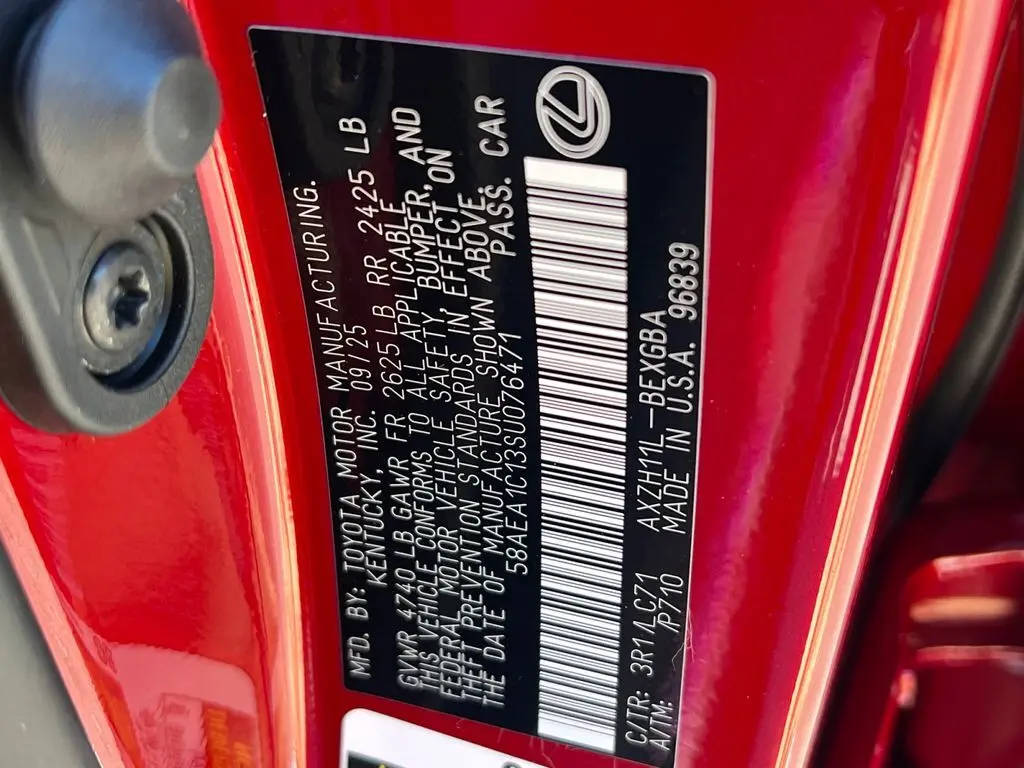 MFD. BY: TOYOTA MOTOR MANUFACTURING.
KENTUCKY, INC. 09/25
GVWR 4740 LB GAWR FR 2625 LB RR 2425 LB
THIS VEHICLE CONFORMS TO ALL APPLICABLE
FEDERAL MOTOR VEHICLE SAFETY, BUMPER, AND
THEFT PREVENTION STANDARDS IN EFFECT ON
THE DATE OF MANUFACTURE SHOWN ABOVE.
58AEA1C13SU076471 PASS. CAR
C/TR: 3R1/LC71 AXZH11L-BEXGBA
A/TM: /P710 MADE IN U.S.A. 96839